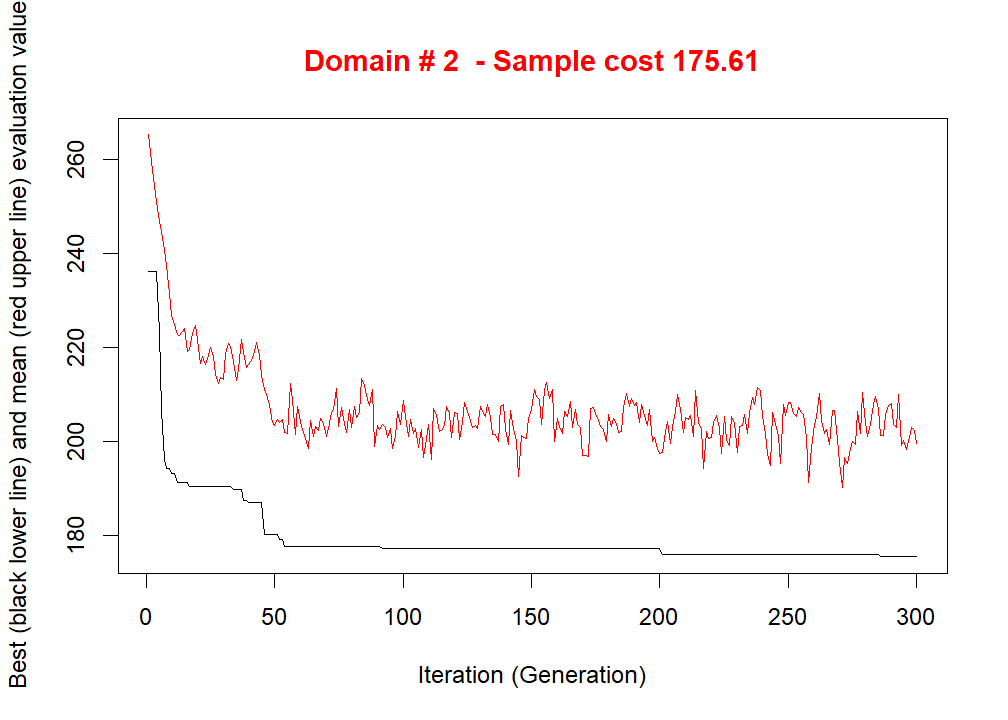 Domain # 2  - Sample cost 175.61
Best (black lower line) and mean (red upper line) evaluation value
260
240
220
200
180
0 50 100 150 200 250 300
Iteration (Generation)